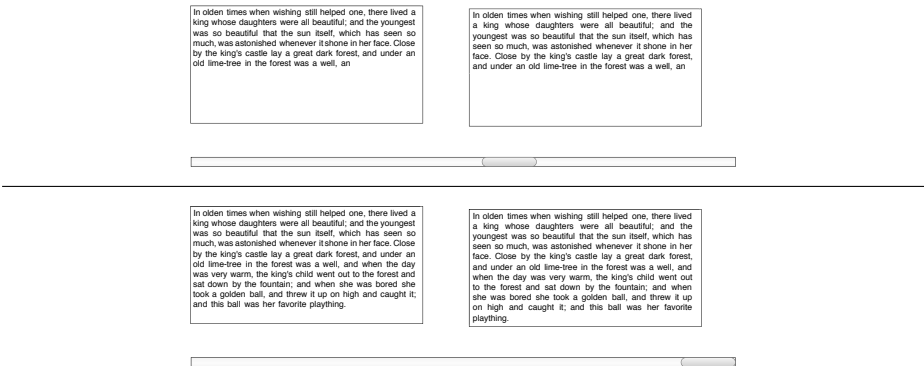 In olden times when wishing still helped one, there lived a
king whose daughters were all beautiful; and the youngest
was so beautiful that the sun itself, which has seen so
much, was astonished whenever it shone in her face. Close
by the king's castle lay a great dark forest, and under an
old lime-tree in the forest was a well, an
In olden times when wishing still helped one, there lived
a king whose daughters were all beautiful; and the
youngest was so beautiful that the sun itself, which has
seen so much, was astonished whenever it shone in her
face. Close by the king's castle lay a great dark forest,
and under an old lime-tree in the forest was a well, an
In olden times when wishing still helped one, there lived a
king whose daughters were all beautiful; and the youngest
was so beautiful that the sun itself, which has seen so
much, was astonished whenever it shone in her face. Close
by the king's castle lay a great dark forest, and under an
old lime-tree in the forest was a well, and when the day
was very warm, the king's child went out to the forest and
sat down by the fountain; and when she was bored she
took a golden ball, and threw it up on high and caught it;
and this ball was her favorite plaything.
In olden times when wishing still helped one, there lived
a king whose daughters were all beautiful; and the
youngest was so beautiful that the sun itself, which has
seen so much, was astonished whenever it shone in her
face. Close by the king's castle lay a great dark forest,
and under an old lime-tree in the forest was a well, and
when the day was very warm, the king's child went out
to the forest and sat down by the fountain; and when
she was bored she took a golden ball, and threw it up
on high and caught it; and this ball was her favorite
plaything.